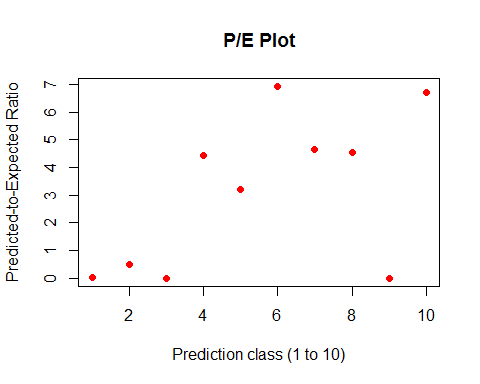 P/E Plot
Predicted-to-Expected Ratio
7
6
5
4
3
2
1
0
2 4 6 8 10
Prediction class (1 to 10)